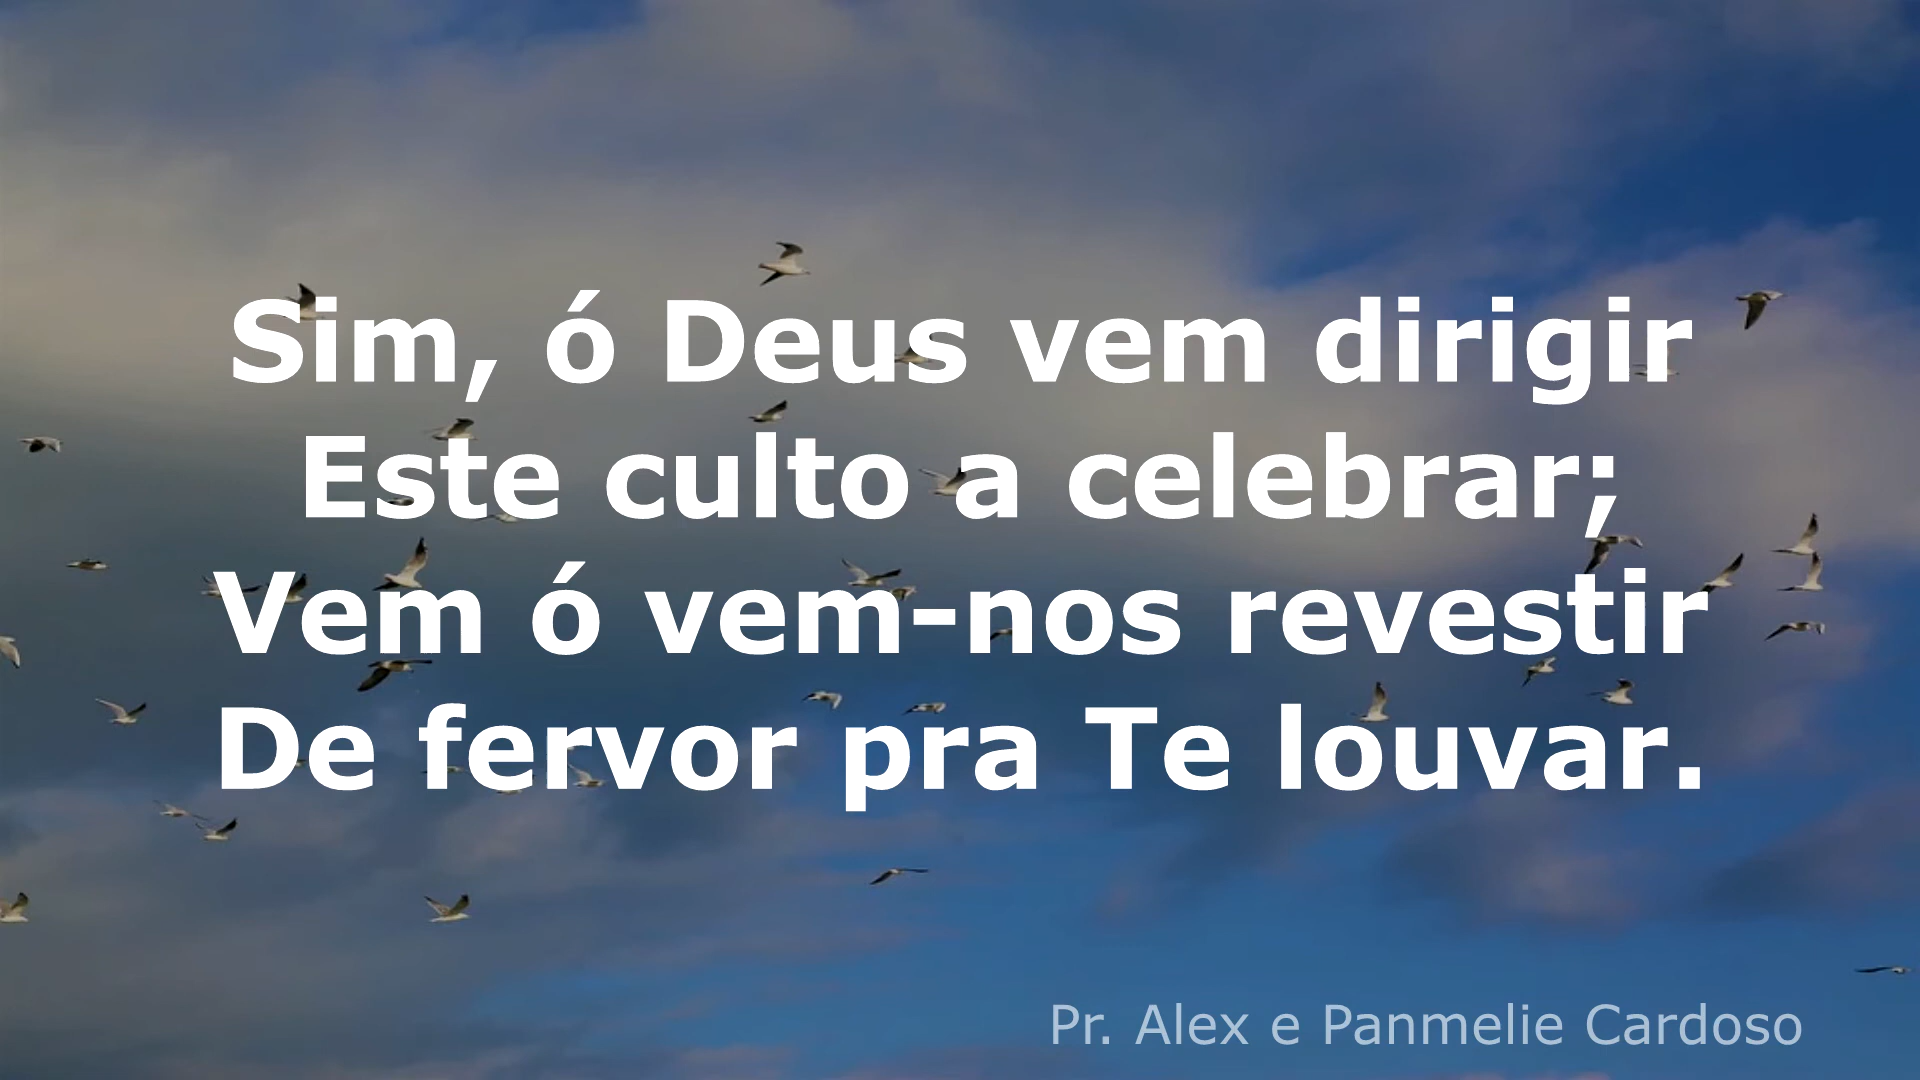 Sim, ó Deus vem dirigir
Este culto a celebrar;
Vem ó vem-nos revestir
De fervor pra Te louvar.
Pr. Alex e Panmelie Cardoso